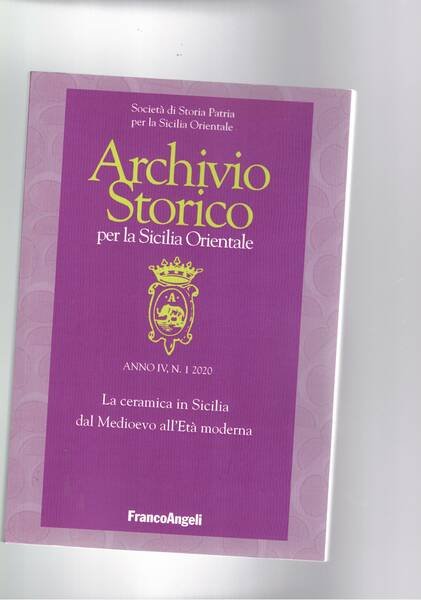 Società di Storia Patria
per la Sicilia Orientale
Archivio
Storico
per la Sicilia Orientale
A
ANNO IV, N. 1 2020
La ceramica in Sicilia
dal Medioevo all'Età moderna
FrancoAngeli